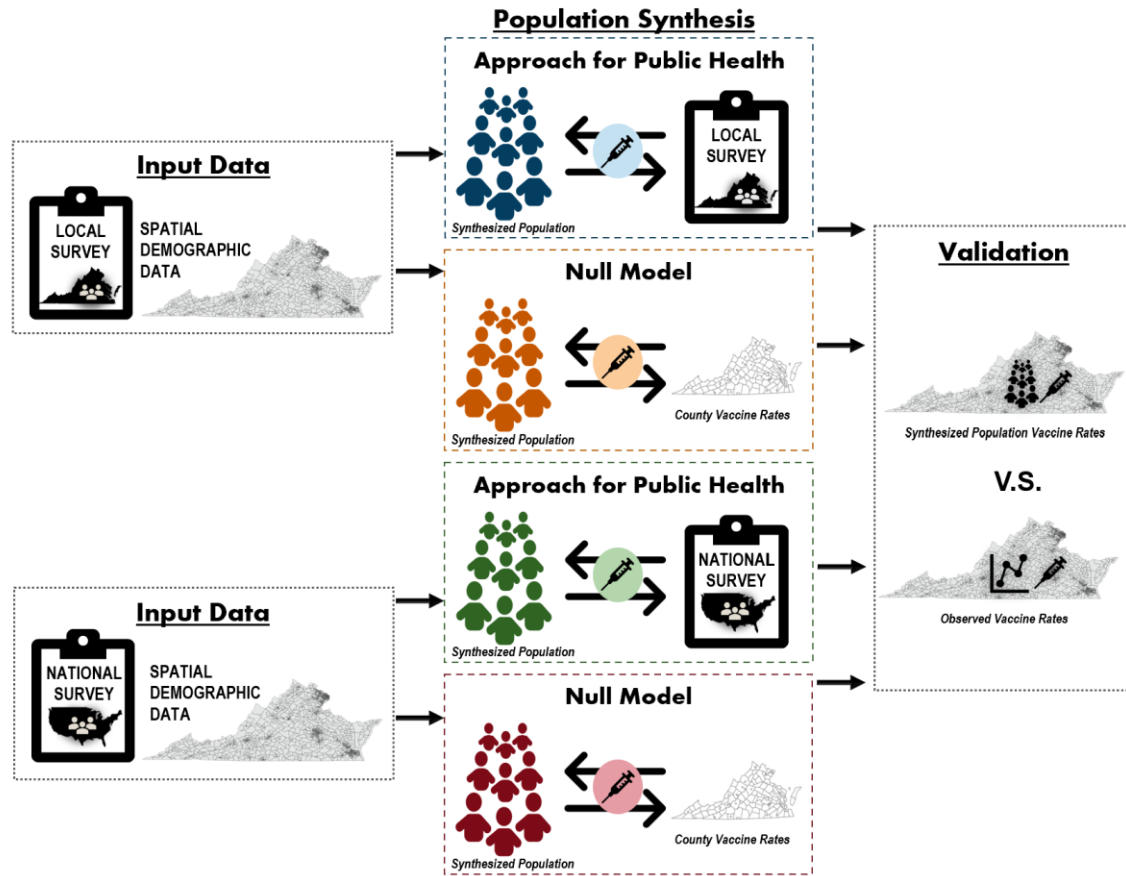 Population Synthesis
Input Data
LOCAL
SURVEY
SPATIAL
DEMOGRAPHIC
DATA
Approach for Public Health
Synthesized Population
LOCAL
SURVEY
Null Model
Synthesized Population
County Vaccine Rates
Input Data
NATIONAL
SURVEY
SPATIAL
DEMOGRAPHIC
DATA
Approach for Public Health
Synthesized Population
NATIONAL
SURVEY
Null Model
Synthesized Population
County Vaccine Rates
Validation
Synthesized Population Vaccine Rates
V.S.
Observed Vaccine Rates